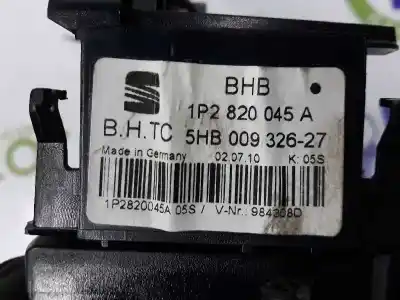 BHB
1P2 820 045 A
B.H.TC 5HB 009 326-27
Made in Germany 02.07.10 K: 05S
1P2820045A 05S / V-Nr.: 984308D